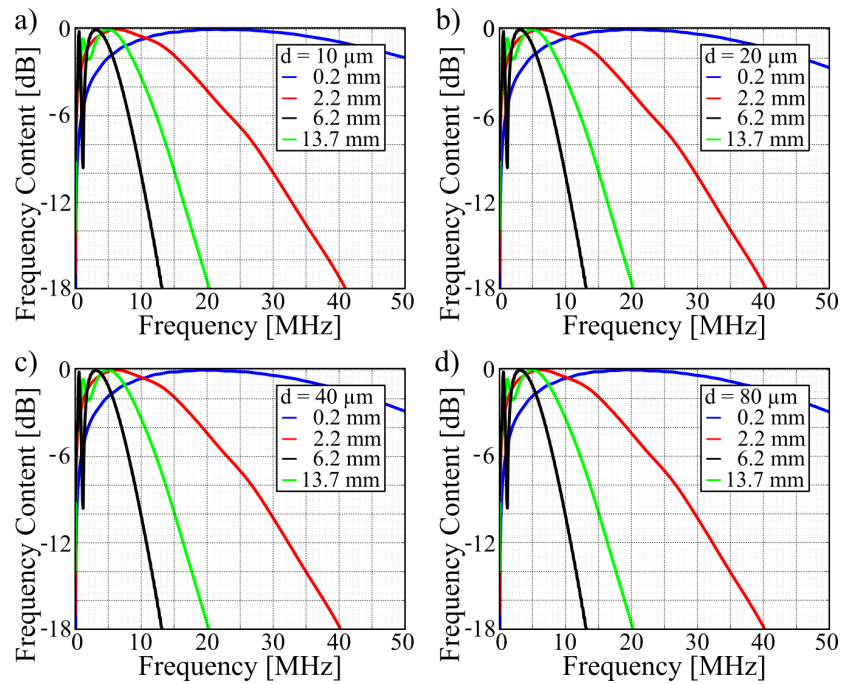 a)
Frequency Content [dB]
0
-6
-12
-18
d = 10 µm
0.2 mm
2.2 mm
6.2 mm
13.7 mm
0 10 20 30 40 50
Frequency [MHz]
b)
Frequency Content [dB]
0
-6
-12
-18
d = 20 µm
0.2 mm
2.2 mm
6.2 mm
13.7 mm
0 10 20 30 40 50
Frequency [MHz]
c)
Frequency Content [dB]
0
-6
-12
-18
d = 40 µm
0.2 mm
2.2 mm
6.2 mm
13.7 mm
0 10 20 30 40 50
Frequency [MHz]
d)
Frequency Content [dB]
0
-6
-12
-18
d = 80 µm
0.2 mm
2.2 mm
6.2 mm
13.7 mm
0 10 20 30 40 50
Frequency [MHz]